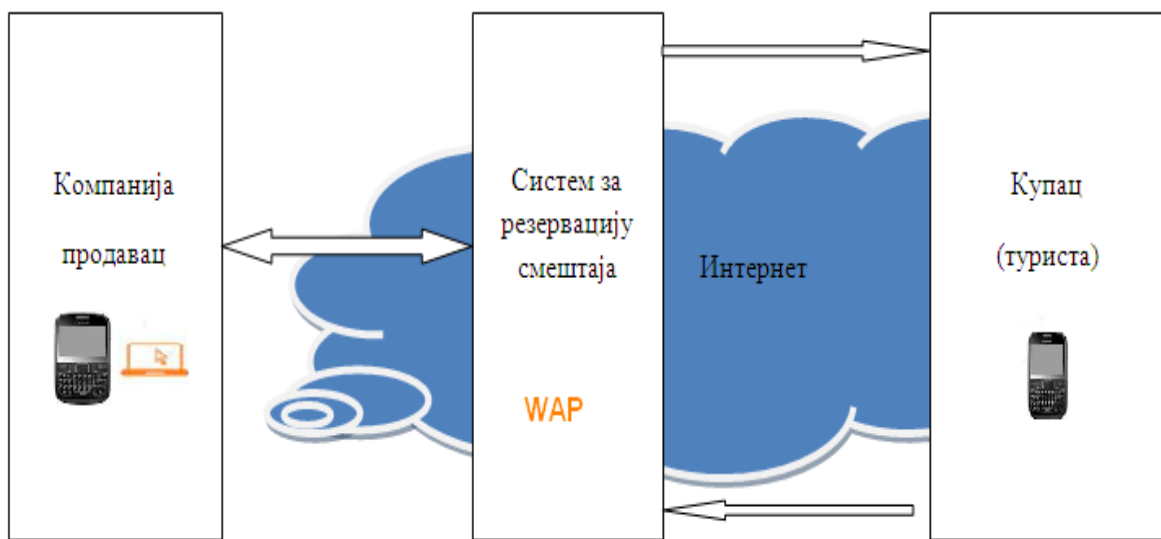 Компанија
продавац
Систем за
резервацију
смештаја
WAP
Интернет
Купац
(туриста)